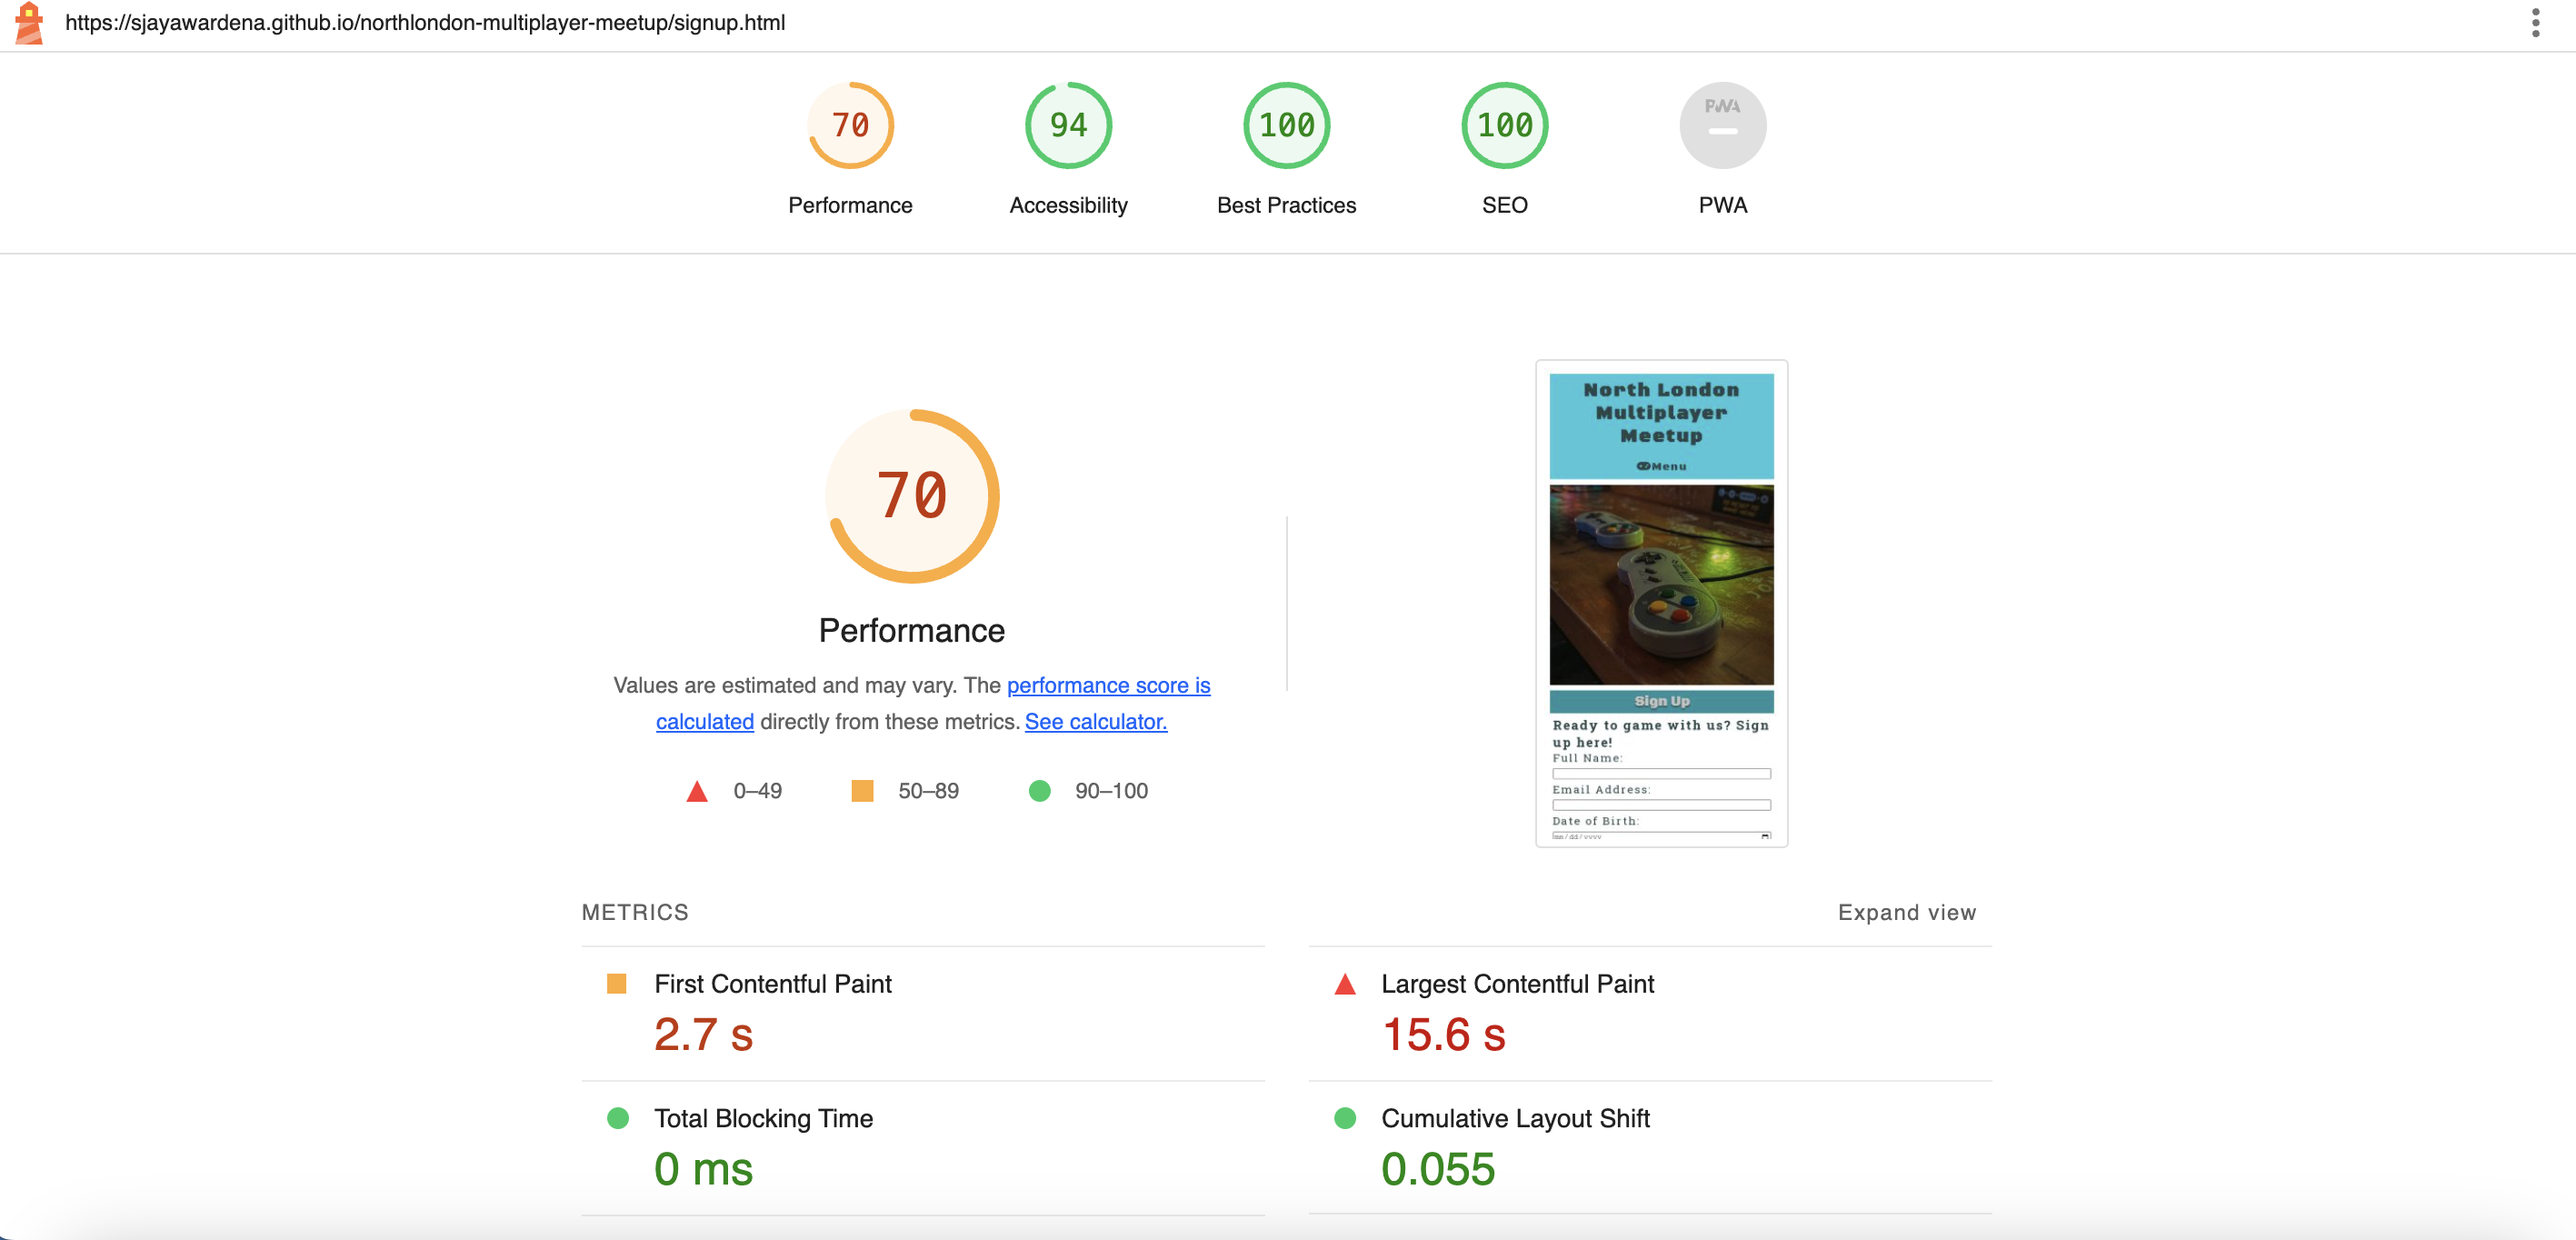 https://sjayawardena.github.io/northlondon-multiplayer-meetup/signup.html
70
94
100
100
PWA
Performance
Accessibility
Best Practices
SEO
PWA
70
Performance
Values are estimated and may vary. The performance score is
calculated directly from these metrics. See calculator.
0–49
50–89
90–100
North London
Multiplayer
Meetup
Menu
Sign Up
Ready to game with us? Sign
up here!
Full Name:
Email Address:
Date of Birth:
mm/dd/yyyy
METRICS
Expand view
First Contentful Paint
2.7 s
Largest Contentful Paint
15.6 s
Total Blocking Time
0 ms
Cumulative Layout Shift
0.055